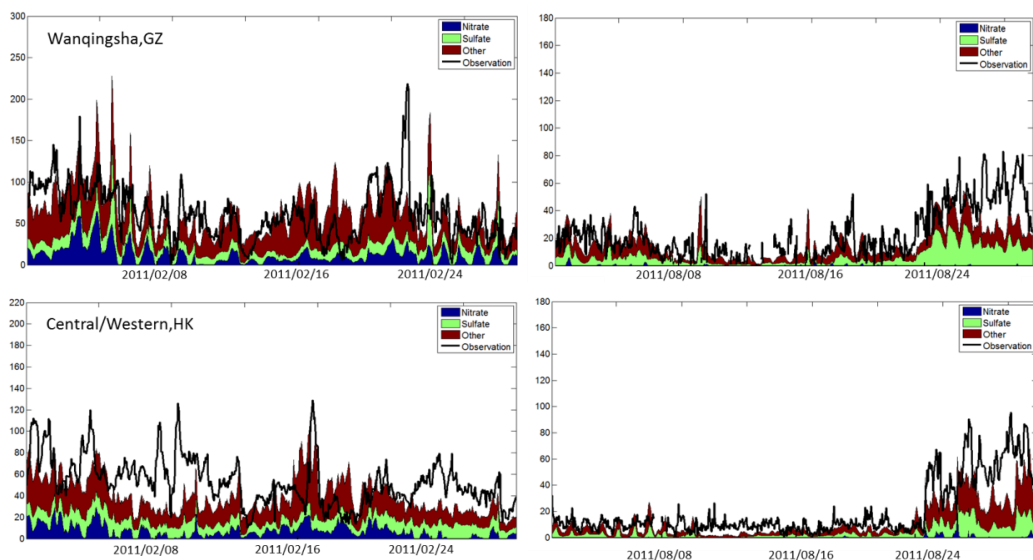 300
250
200
150
100
50
0
Wanqingsha,GZ
Nitrate
Sulfate
Other
Observation
2011/02/08
2011/02/16
2011/02/24
180
160
140
120
100
80
60
40
20
0
Nitrate
Sulfate
Other
Observation
2011/08/08
2011/08/16
2011/08/24
220
200
180
160
140
120
100
80
60
40
20
0
Central/Western,HK
Nitrate
Sulfate
Other
Observation
2011/02/08
2011/02/16
2011/02/24
180
160
140
120
100
80
60
40
20
0
Nitrate
Sulfate
Other
Observation
2011/08/08
2011/08/16
2011/08/24